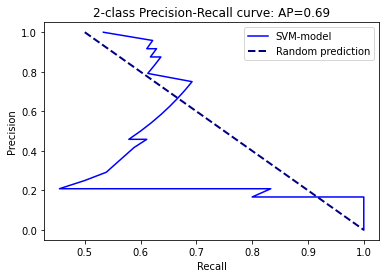 2-class Precision-Recall curve: AP=0.69
SVM-model
Random prediction
Precision
1.0
0.8
0.6
0.4
0.2
0.0
0.5 0.6 0.7 0.8 0.9 1.0
Recall